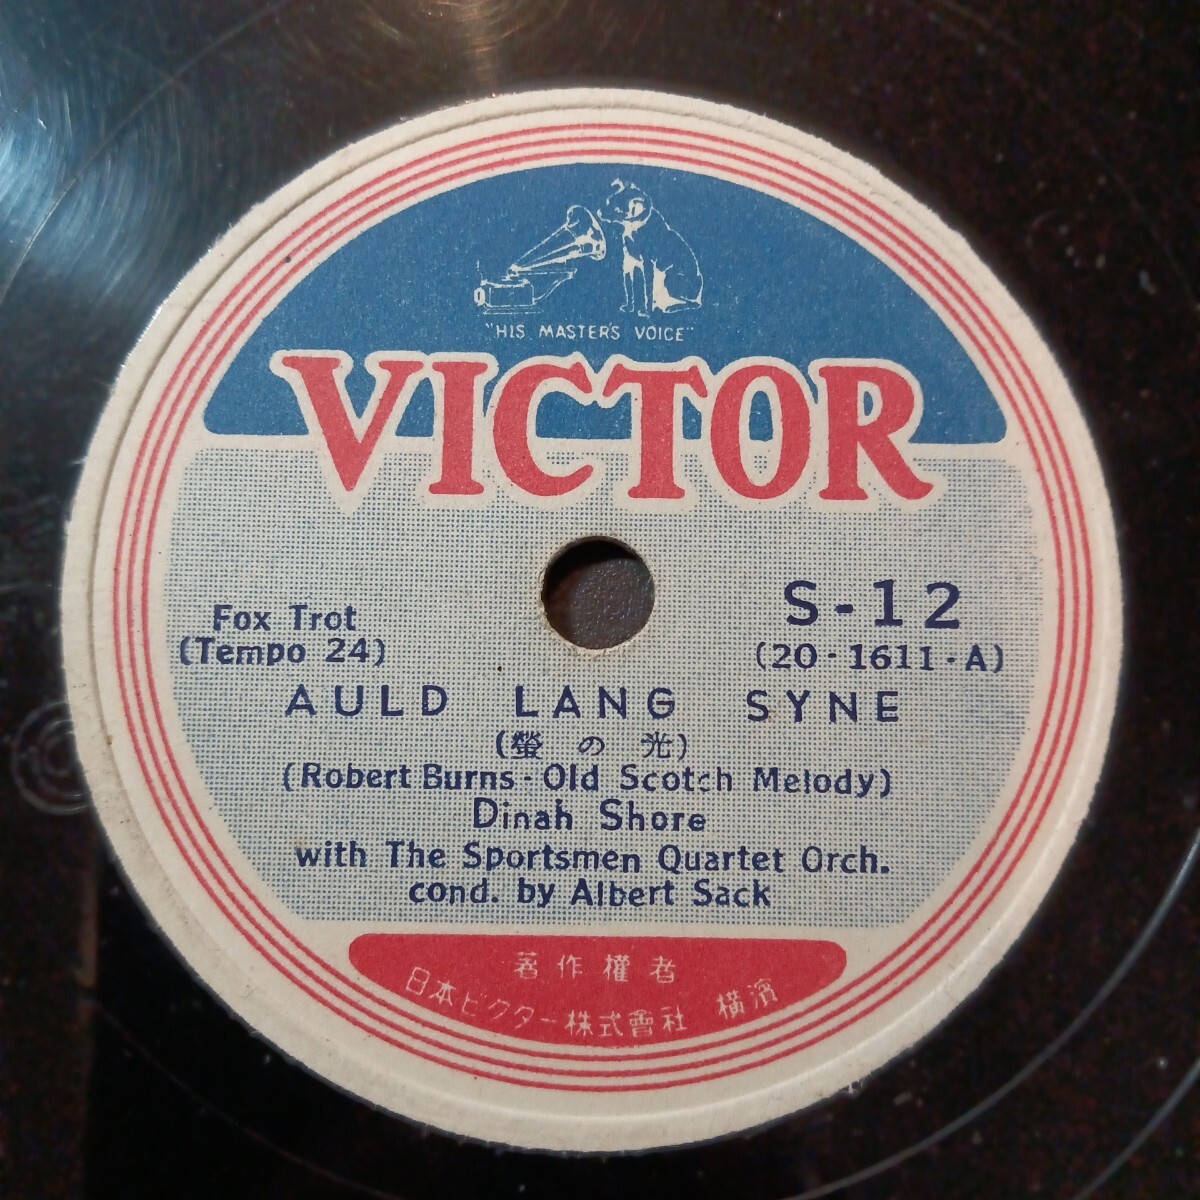 "HIS MASTER'S VOICE"
VICTOR
Fox Trot
(Tempo 24)
S-12
(20-1611-A)
AULD LANG SYNE
(螢の光)
(Robert Burns-Old Scotch Melody)
Dinah Shore
with The Sportsmen Quartet Orch.
cond. by Albert Sack
著作權者
日本ビクター株式會社 横濱